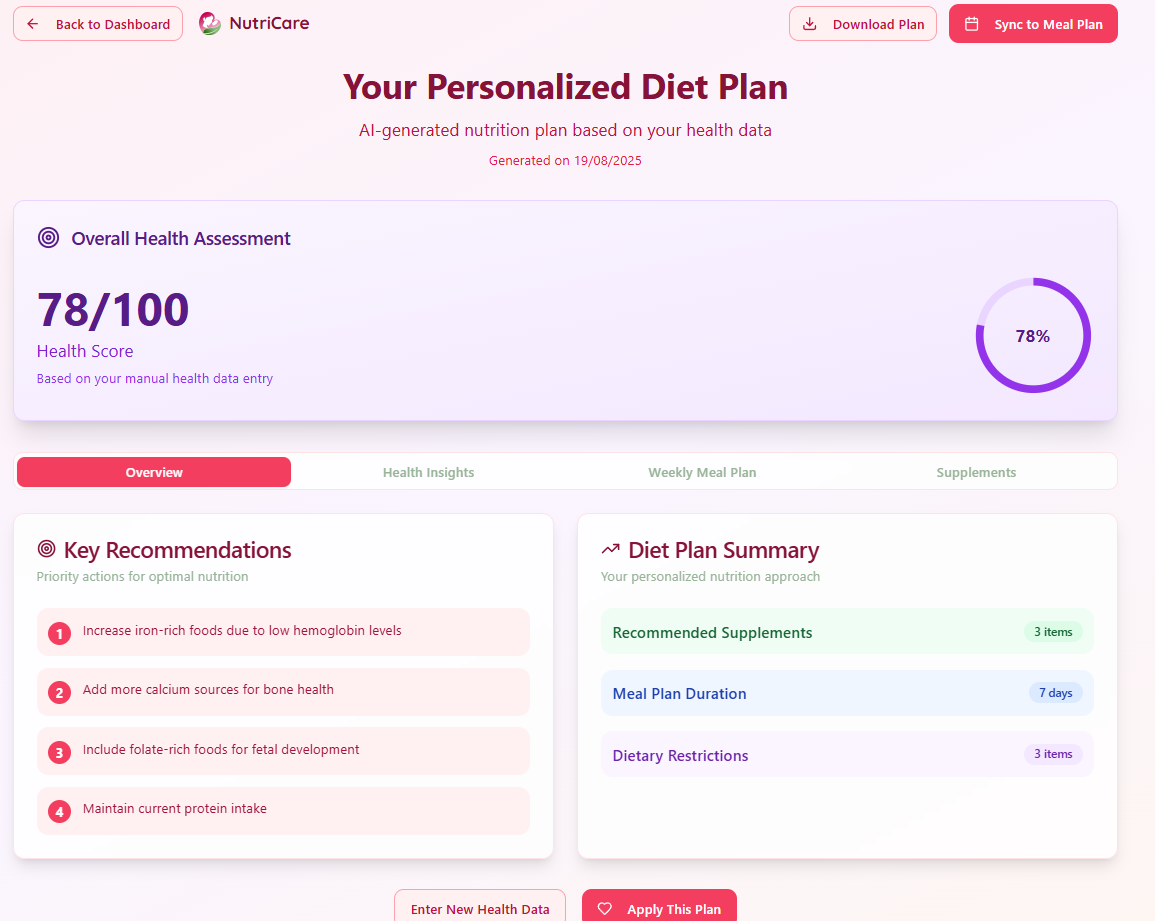 Back to Dashboard
NutriCare
Download Plan
Sync to Meal Plan
Your Personalized Diet Plan
AI-generated nutrition plan based on your health data
Generated on 19/08/2025
Overall Health Assessment
78/100
Health Score
Based on your manual health data entry
78%
Overview
Health Insights
Weekly Meal Plan
Supplements
Key Recommendations
Priority actions for optimal nutrition
1 Increase iron-rich foods due to low hemoglobin levels
2 Add more calcium sources for bone health
3 Include folate-rich foods for fetal development
4 Maintain current protein intake
Diet Plan Summary
Your personalized nutrition approach
Recommended Supplements 3 items
Meal Plan Duration 7 days
Dietary Restrictions 3 items
Enter New Health Data
Apply This Plan